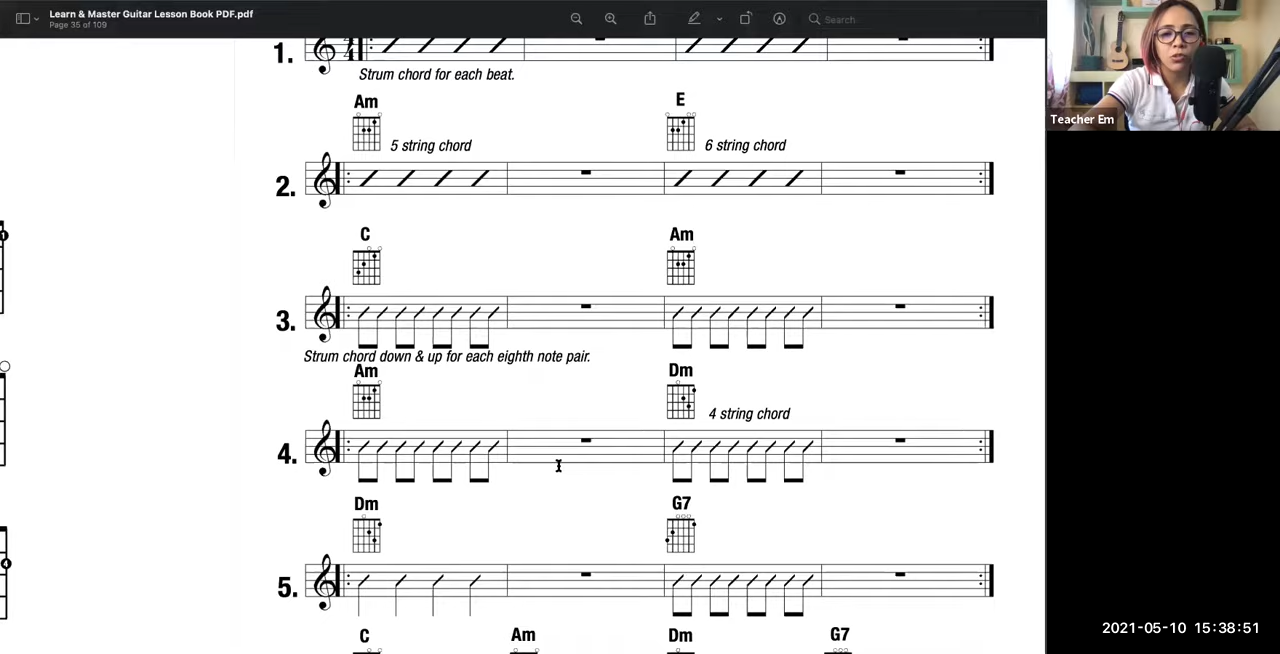 Learn & Master Guitar Lesson Book PDF.pdf
Page 35 of 109
Search
Teacher Em
1.
4
Strum chord for each beat.
Am E
5 string chord 6 string chord
2.
C Am
3.
Strum chord down & up for each eighth note pair.
Am Dm
4 string chord
4.
Dm G7
5.
C Am Dm G7
1
4
2021-05-10 15:38:51